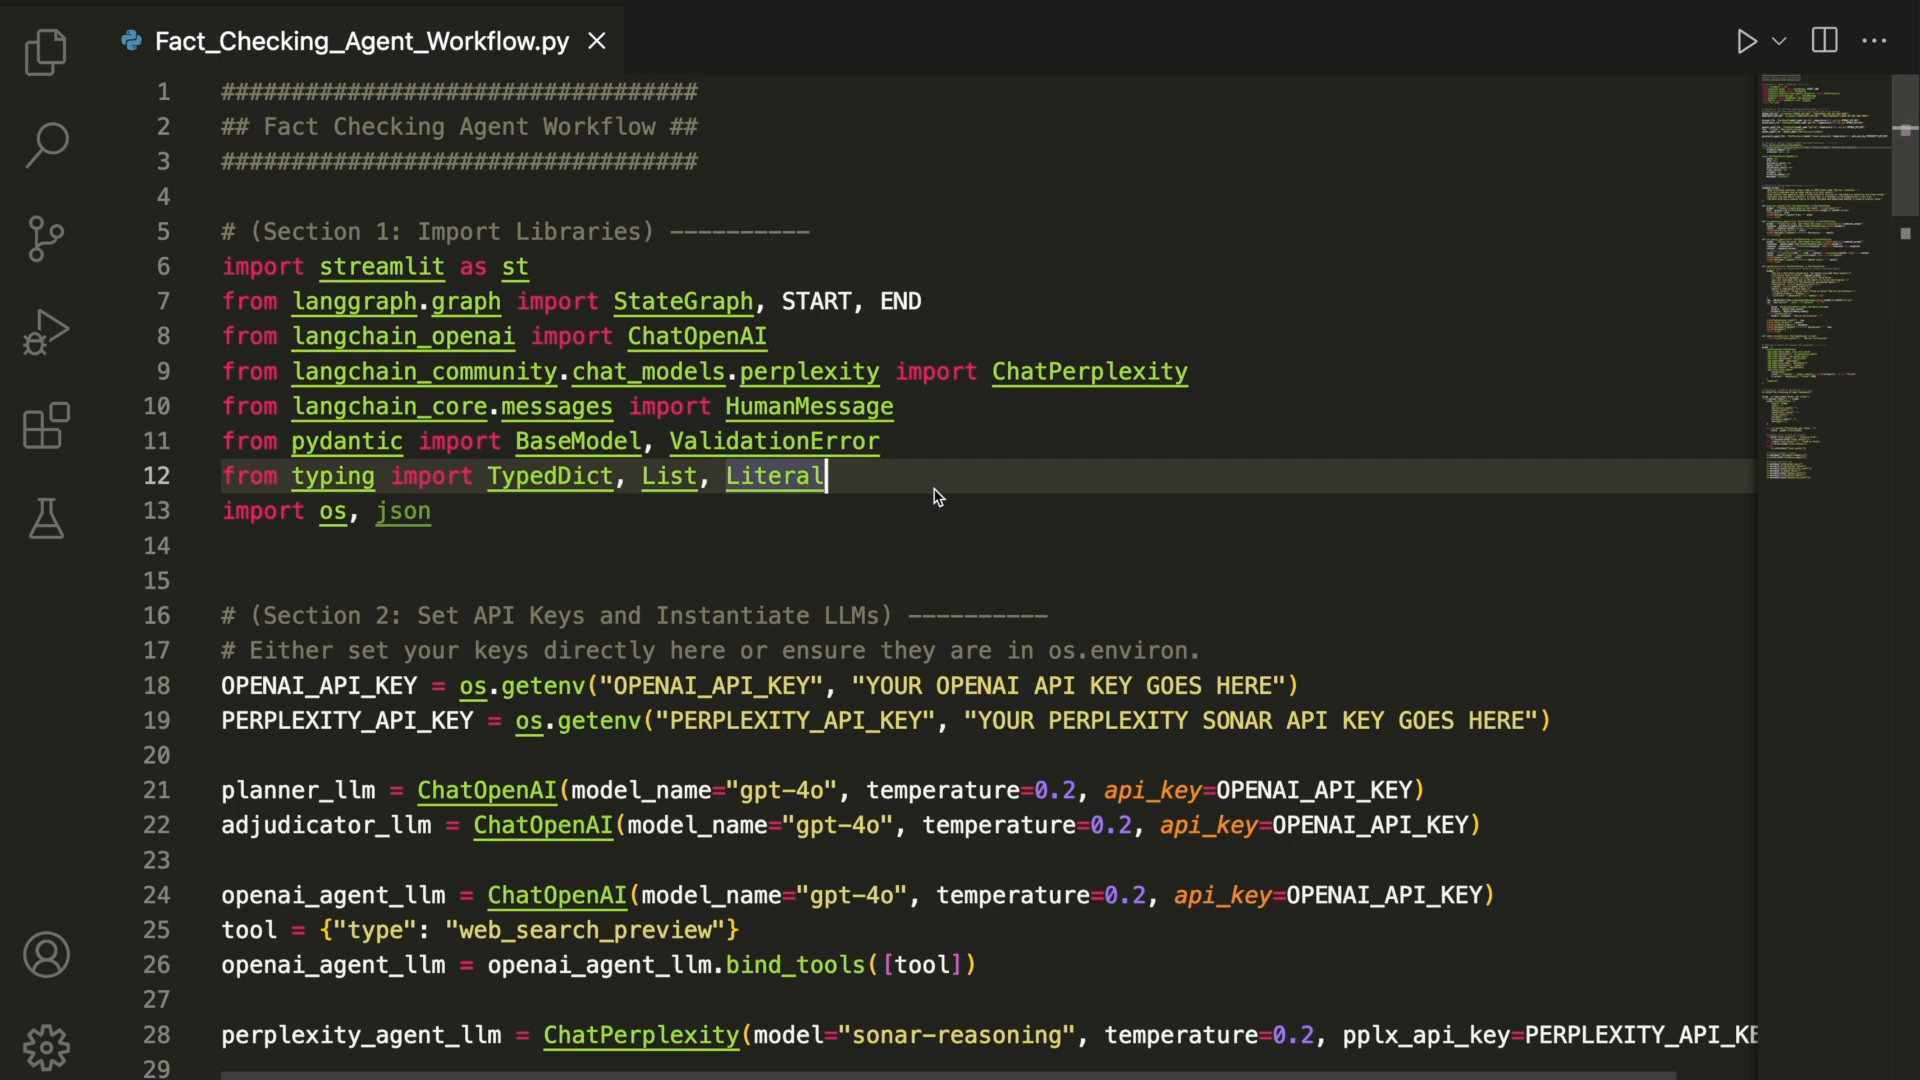 Fact_Checking_Agent_Workflow.py
1 ##################################
2 ## Fact Checking Agent Workflow ##
3 ##################################
4
5 # (Section 1: Import Libraries) ----------
6 import streamlit as st
7 from langgraph.graph import StateGraph, START, END
8 from langchain_openai import ChatOpenAI
9 from langchain_community.chat_models.perplexity import ChatPerplexity
10 from langchain_core.messages import HumanMessage
11 from pydantic import BaseModel, ValidationError
12 from typing import TypedDict, List, Literal
13 import os, json
14
15
16 # (Section 2: Set API Keys and Instantiate LLMs) ----------
17 # Either set your keys directly here or ensure they are in os.environ.
18 OPENAI_API_KEY = os.getenv("OPENAI_API_KEY", "YOUR OPENAI API KEY GOES HERE")
19 PERPLEXITY_API_KEY = os.getenv("PERPLEXITY_API_KEY", "YOUR PERPLEXITY SONAR API KEY GOES HERE")
20
21 planner_llm = ChatOpenAI(model_name="gpt-4o", temperature=0.2, api_key=OPENAI_API_KEY)
22 adjudicator_llm = ChatOpenAI(model_name="gpt-4o", temperature=0.2, api_key=OPENAI_API_KEY)
23
24 openai_agent_llm = ChatOpenAI(model_name="gpt-4o", temperature=0.2, api_key=OPENAI_API_KEY)
25 tool = {"type": "web_search_preview"}
26 openai_agent_llm = openai_agent_llm.bind_tools([tool])
27
28 perplexity_agent_llm = ChatPerplexity(model="sonar-reasoning", temperature=0.2, pplx_api_key=PERPLEXITY_API_KE
29